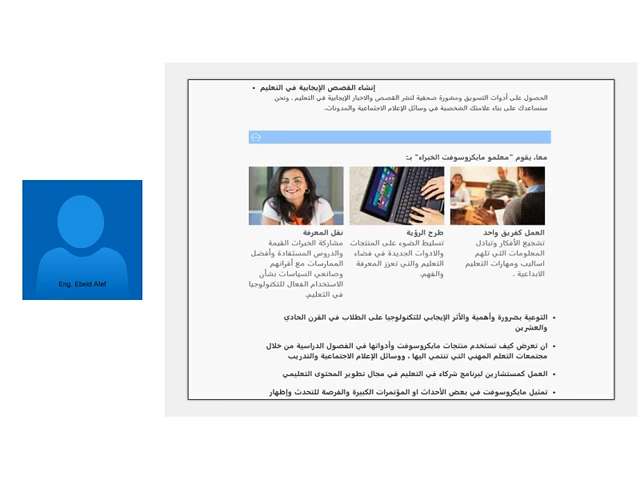 إنشاء القصص الإيجابية في التعليم
الحصول على أدوات التسويق ومشورة صحفية لنشر القصص والاخبار الإيجابية في التعليم ، ونحن
سنساعدك على بناء علامتك الشخصية في وسائل الإعلام الاجتماعية والمدونات.
معا، يقوم "معلمو مايكروسوفت الخبراء" بـ:
العمل كفريق واحد
تشجيع الأفكار وتبادل
المعلومات التي تلهم
اساليب ومهارات التعليم
الابداعية .
طرح الرؤية
تسليط الضوء على المنتجات
والادوات الجديدة في فضاء
التعليم والتي تعزز المعرفة
والفهم.
نقل المعرفة
مشاركة الخبرات القيمة
والدروس المستفادة وأفضل
الممارسات مع أقرانهم
وصانعي السياسات بشأن
الاستخدام الفعال للتكنولوجيا
في التعليم.
• التوعية بضرورة وأهمية والأثر الإيجابي للتكنولوجيا على الطلاب في القرن الحادي
والعشرين
• ان تعرض كيف تستخدم منتجات مايكروسوفت وأدواتها في الفصول الدراسية من خلال
مجتمعات التعلم المهني التي تنتمي اليها ، ووسائل الإعلام الاجتماعية والتدريب
• العمل كمستشارين لبرنامج شركاء في التعليم في مجال تطوير المحتوى التعليمي
• تمثيل مايكروسوفت في بعض الأحداث او المؤتمرات الكبيرة والفرصة للتحدث وإظهار
Eng. Ebeid Atef